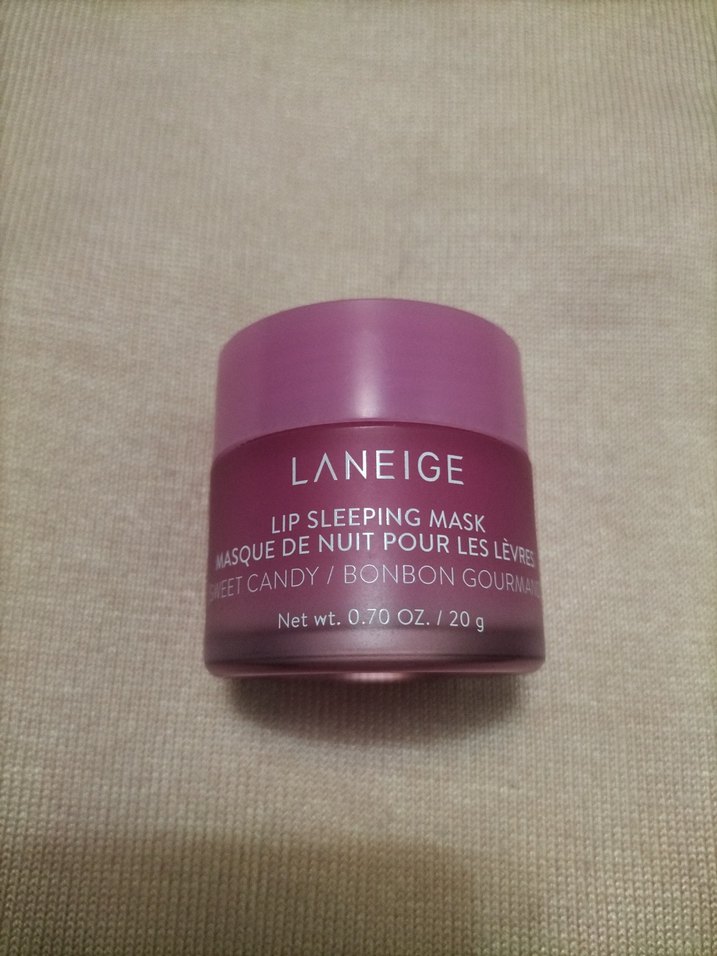 LANEIGE
LIP SLEEPING MASK
MASQUE DE NUIT POUR LES LÈVRES
SWEET CANDY / BONBON GOURMAND
Net wt. 0.70 OZ. / 20 g